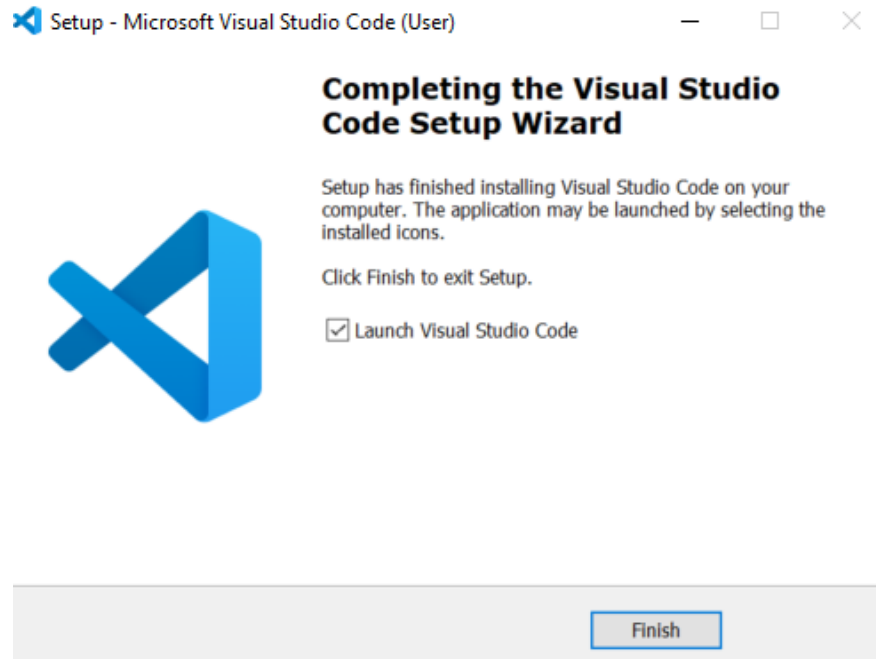 Setup - Microsoft Visual Studio Code (User)
Completing the Visual Studio
Code Setup Wizard
Setup has finished installing Visual Studio Code on your
computer. The application may be launched by selecting the
installed icons.
Click Finish to exit Setup.
Launch Visual Studio Code
Finish